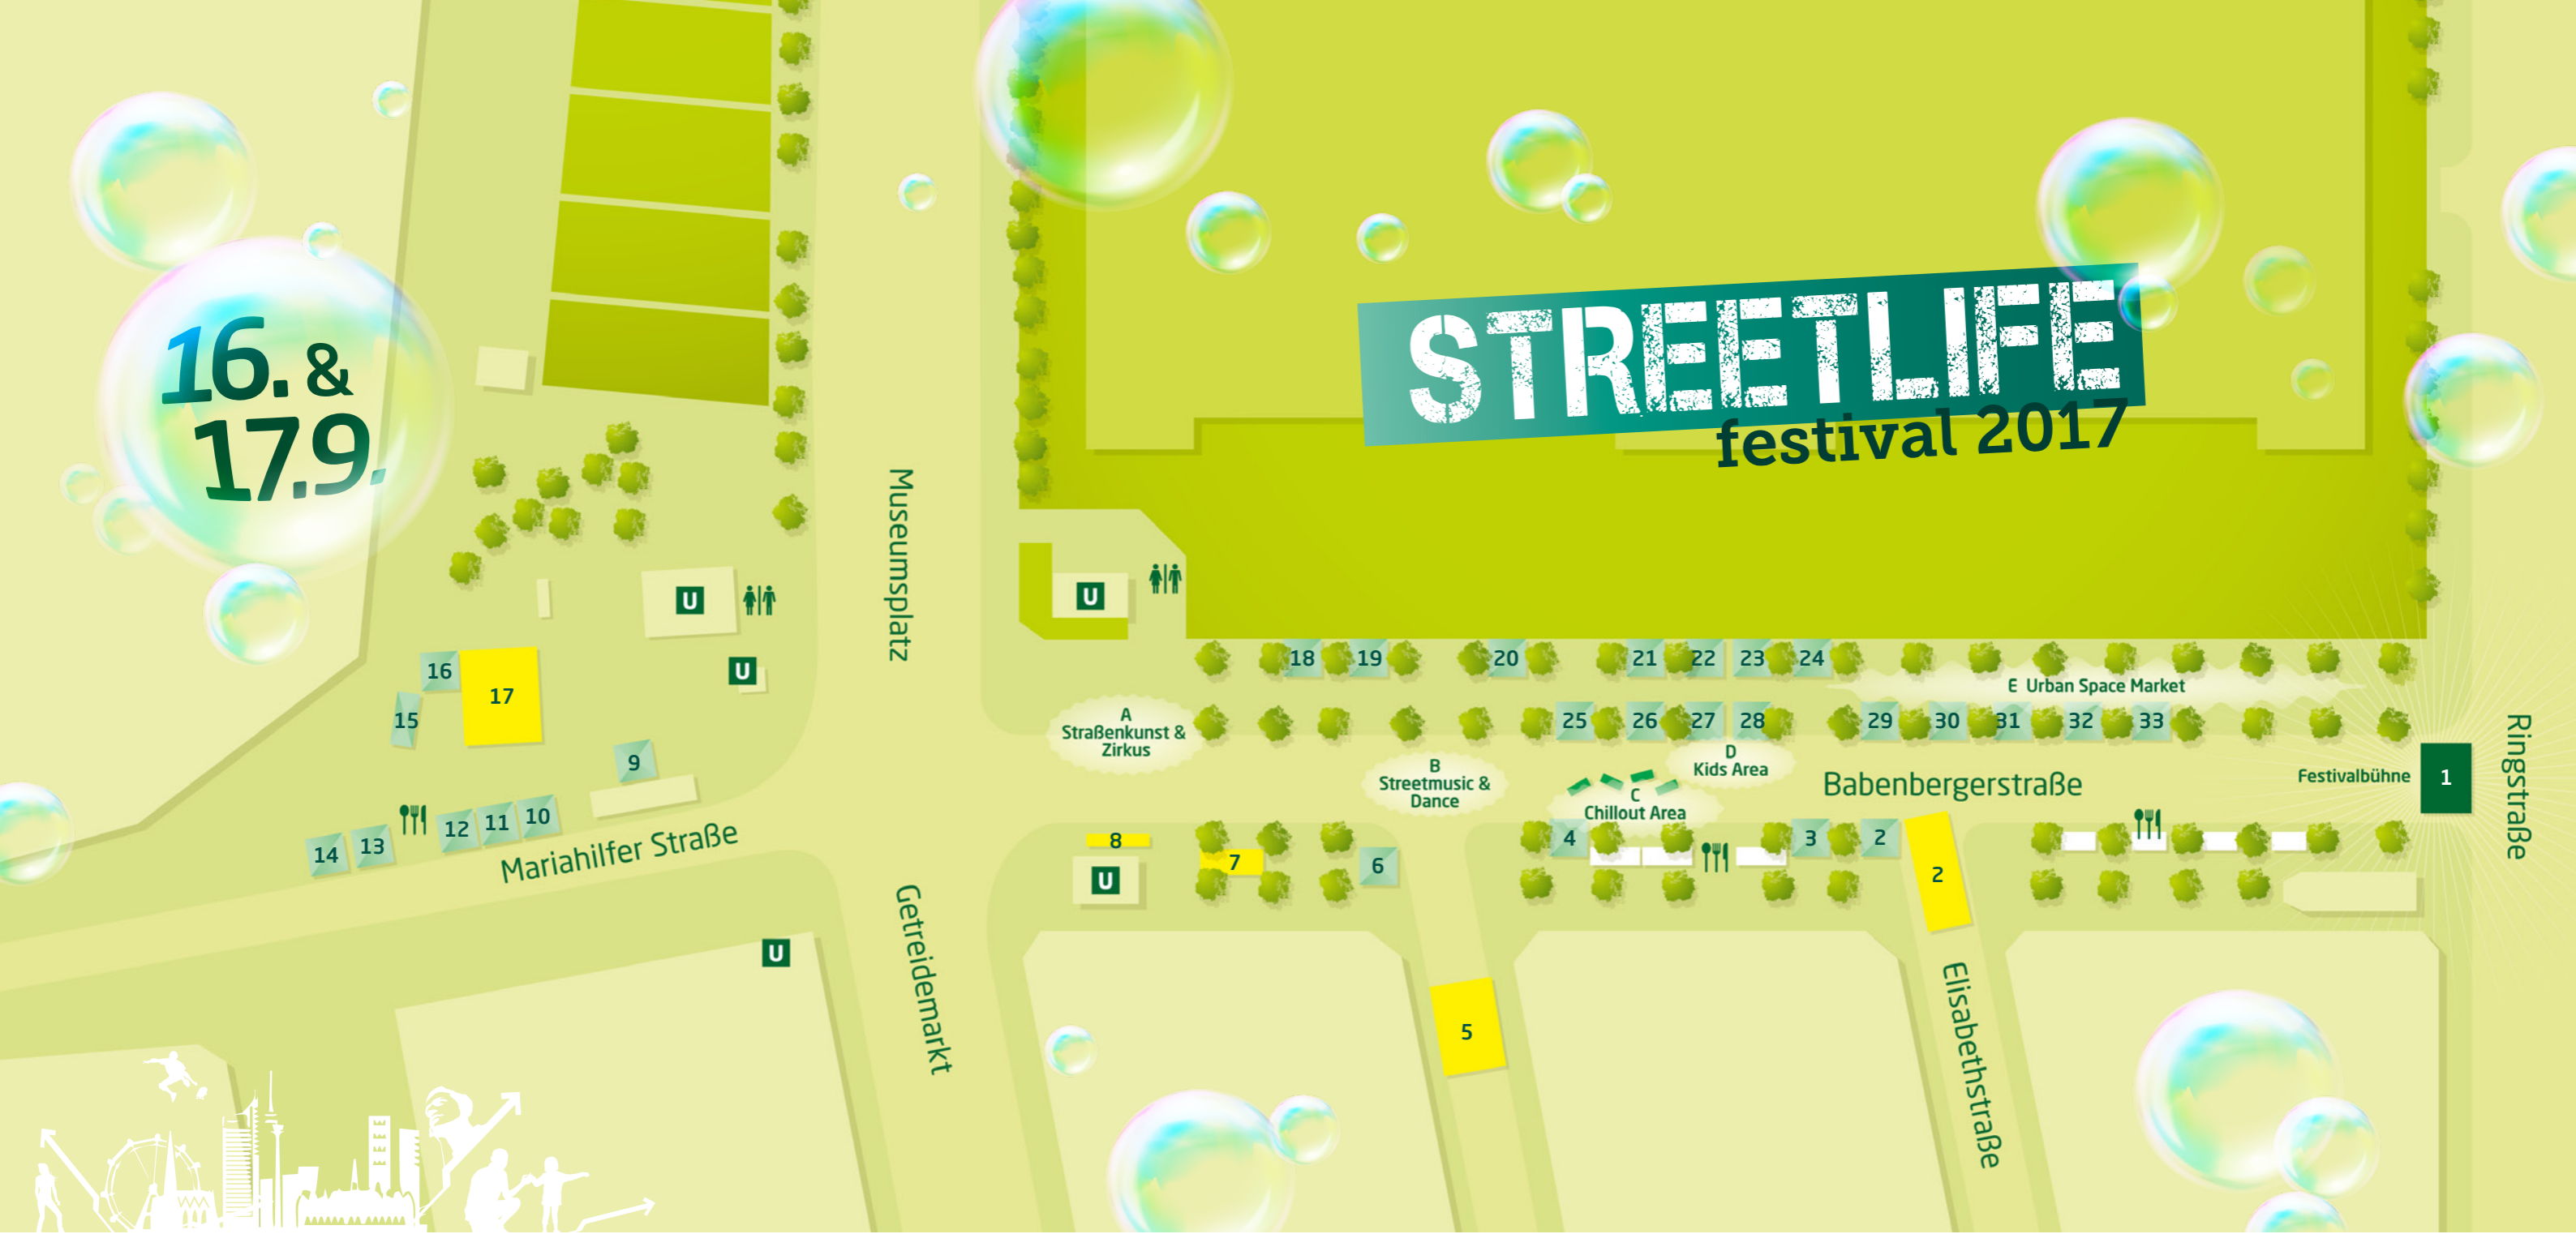 16. &
17.9.
STREETLIFE
festival 2017
Museumsplatz
U
U
U
16
17
15
9
14
13
12
11
10
Mariahilfer Straße
U
Getreidemarkt
18
19
20
21
22
23
24
E Urban Space Market
25
26
27
28
29
30
31
32
33
A
Straßenkunst &
Zirkus
B
Streetmusic &
Dance
C
Chillout Area
D
Kids Area
Babenbergerstraße
Festivalbühne
1
Ringstraße
8
U
7
6
4
3
2
2
5
Elisabethstraße